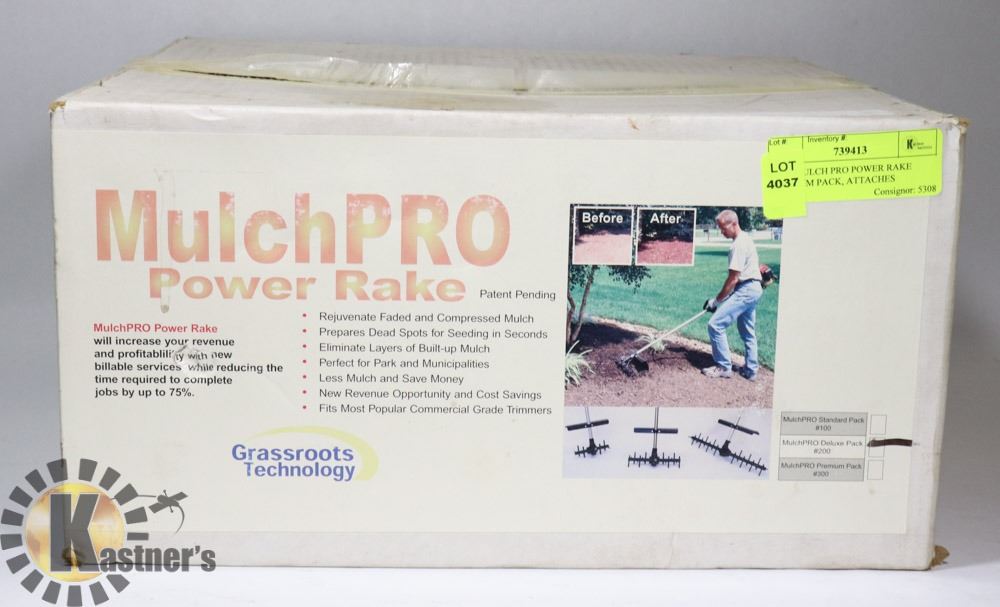 Lot #:
Inventory #:
739413
LOT
4037
ULCH PRO POWER RAKE
M PACK, ATTACHES
Consignor: 5308
MulchPRO
Power Rake
Patent Pending
Before
After
MulchPRO Power Rake
will increase your revenue
and profitablility with new
billable services while reducing the
time required to complete
jobs by up to 75%.
• Rejuvenate Faded and Compressed Mulch
• Prepares Dead Spots for Seeding in Seconds
• Eliminate Layers of Built-up Mulch
• Perfect for Park and Municipalities
• Less Mulch and Save Money
• New Revenue Opportunity and Cost Savings
• Fits Most Popular Commercial Grade Trimmers
Grassroots
Technology
MulchPRO Standard Pack
#100
MulchPRO Deluxe Pack
#200
MulchPRO Premium Pack
#300
Kastner's